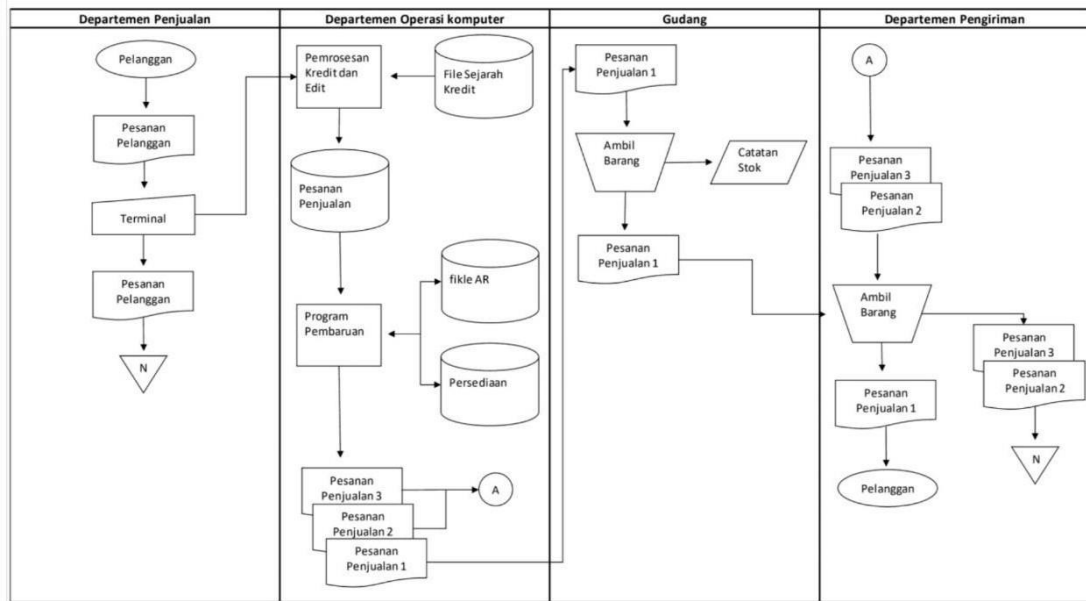 Departemen Penjualan
Departemen Operasi komputer
Gudang
Departemen Pengiriman
Pelanggan
Pesanan
Pelanggan
Terminal
Pesanan
Pelanggan
N
Pemrosesan
Kredit dan
Edit
File Sejarah
Kredit
Pesanan
Penjualan
fikle AR
Program
Pembaruan
Persediaan
Pesanan
Penjualan 3
Pesanan
Penjualan 2
Pesanan
Penjualan 1
A
Pesanan
Penjualan 1
Ambil
Barang
Catatan
Stok
Pesanan
Penjualan 1
A
Pesanan
Penjualan 3
Pesanan
Penjualan 2
Ambil
Barang
Pesanan
Penjualan 3
Pesanan
Penjualan 2
N
Pesanan
Penjualan 1
Pelanggan